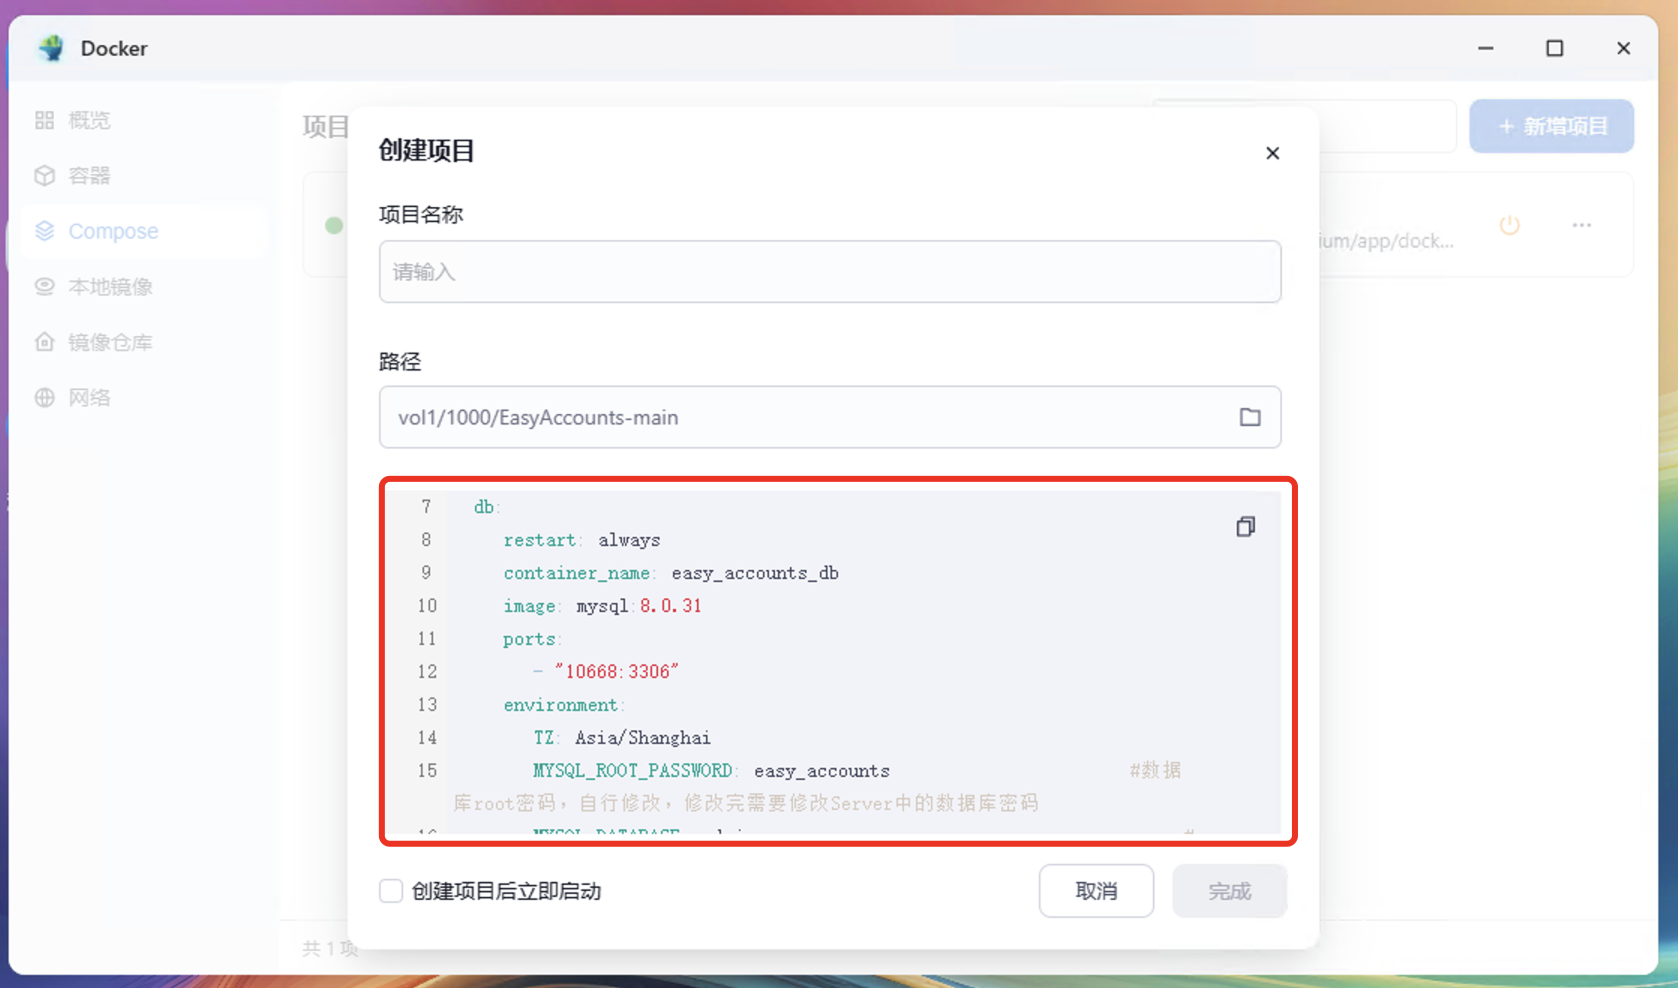 Docker
概览
容器
Compose
本地镜像
镜像仓库
网络
项目
+ 新增项目
ium/app/dock...
共 1 项
创建项目
项目名称
请输入
路径
vol1/1000/EasyAccounts-main
7 db:
8 restart: always
9 container_name: easy_accounts_db
10 image: mysql:8.0.31
11 ports:
12 - "10668:3306"
13 environment:
14 TZ: Asia/Shanghai
15 MYSQL_ROOT_PASSWORD: easy_accounts #数据
库root密码，自行修改，修改完需要修改Server中的数据库密码
16 MYSQL_DATABASE #
创建项目后立即启动
取消
完成